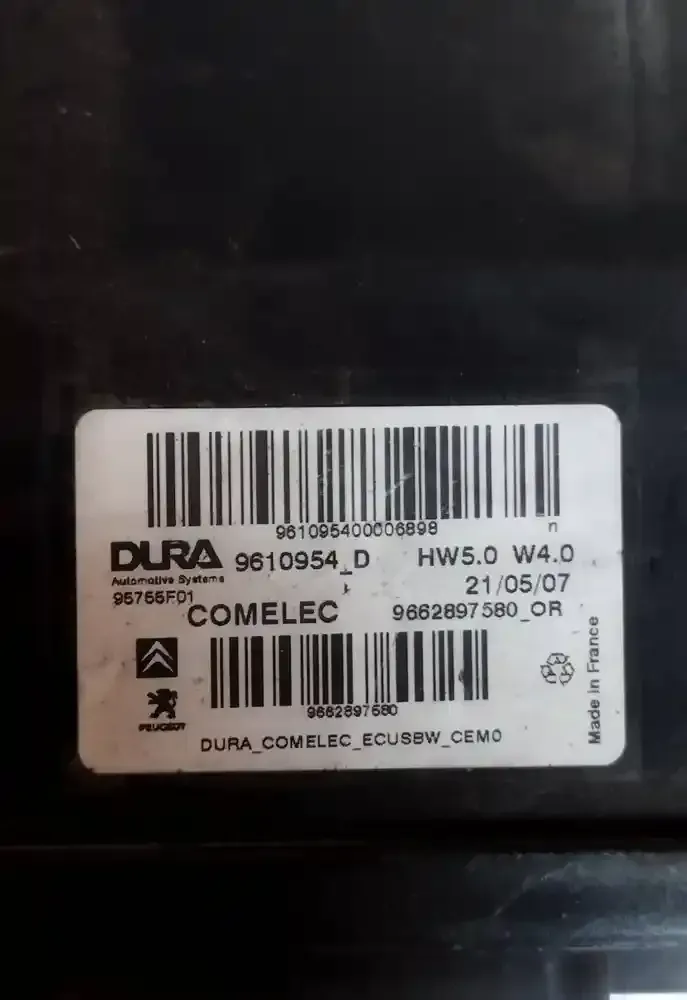 961095400006898 n
DURA 9610954_D HW5.0 W4.0
Automotive Systems 21/05/07
95755F01
COMELEC 9662897580_OR
PEUGEOT
9662897580
DURA_COMELEC_ECUSBW_CEM0
Made in France